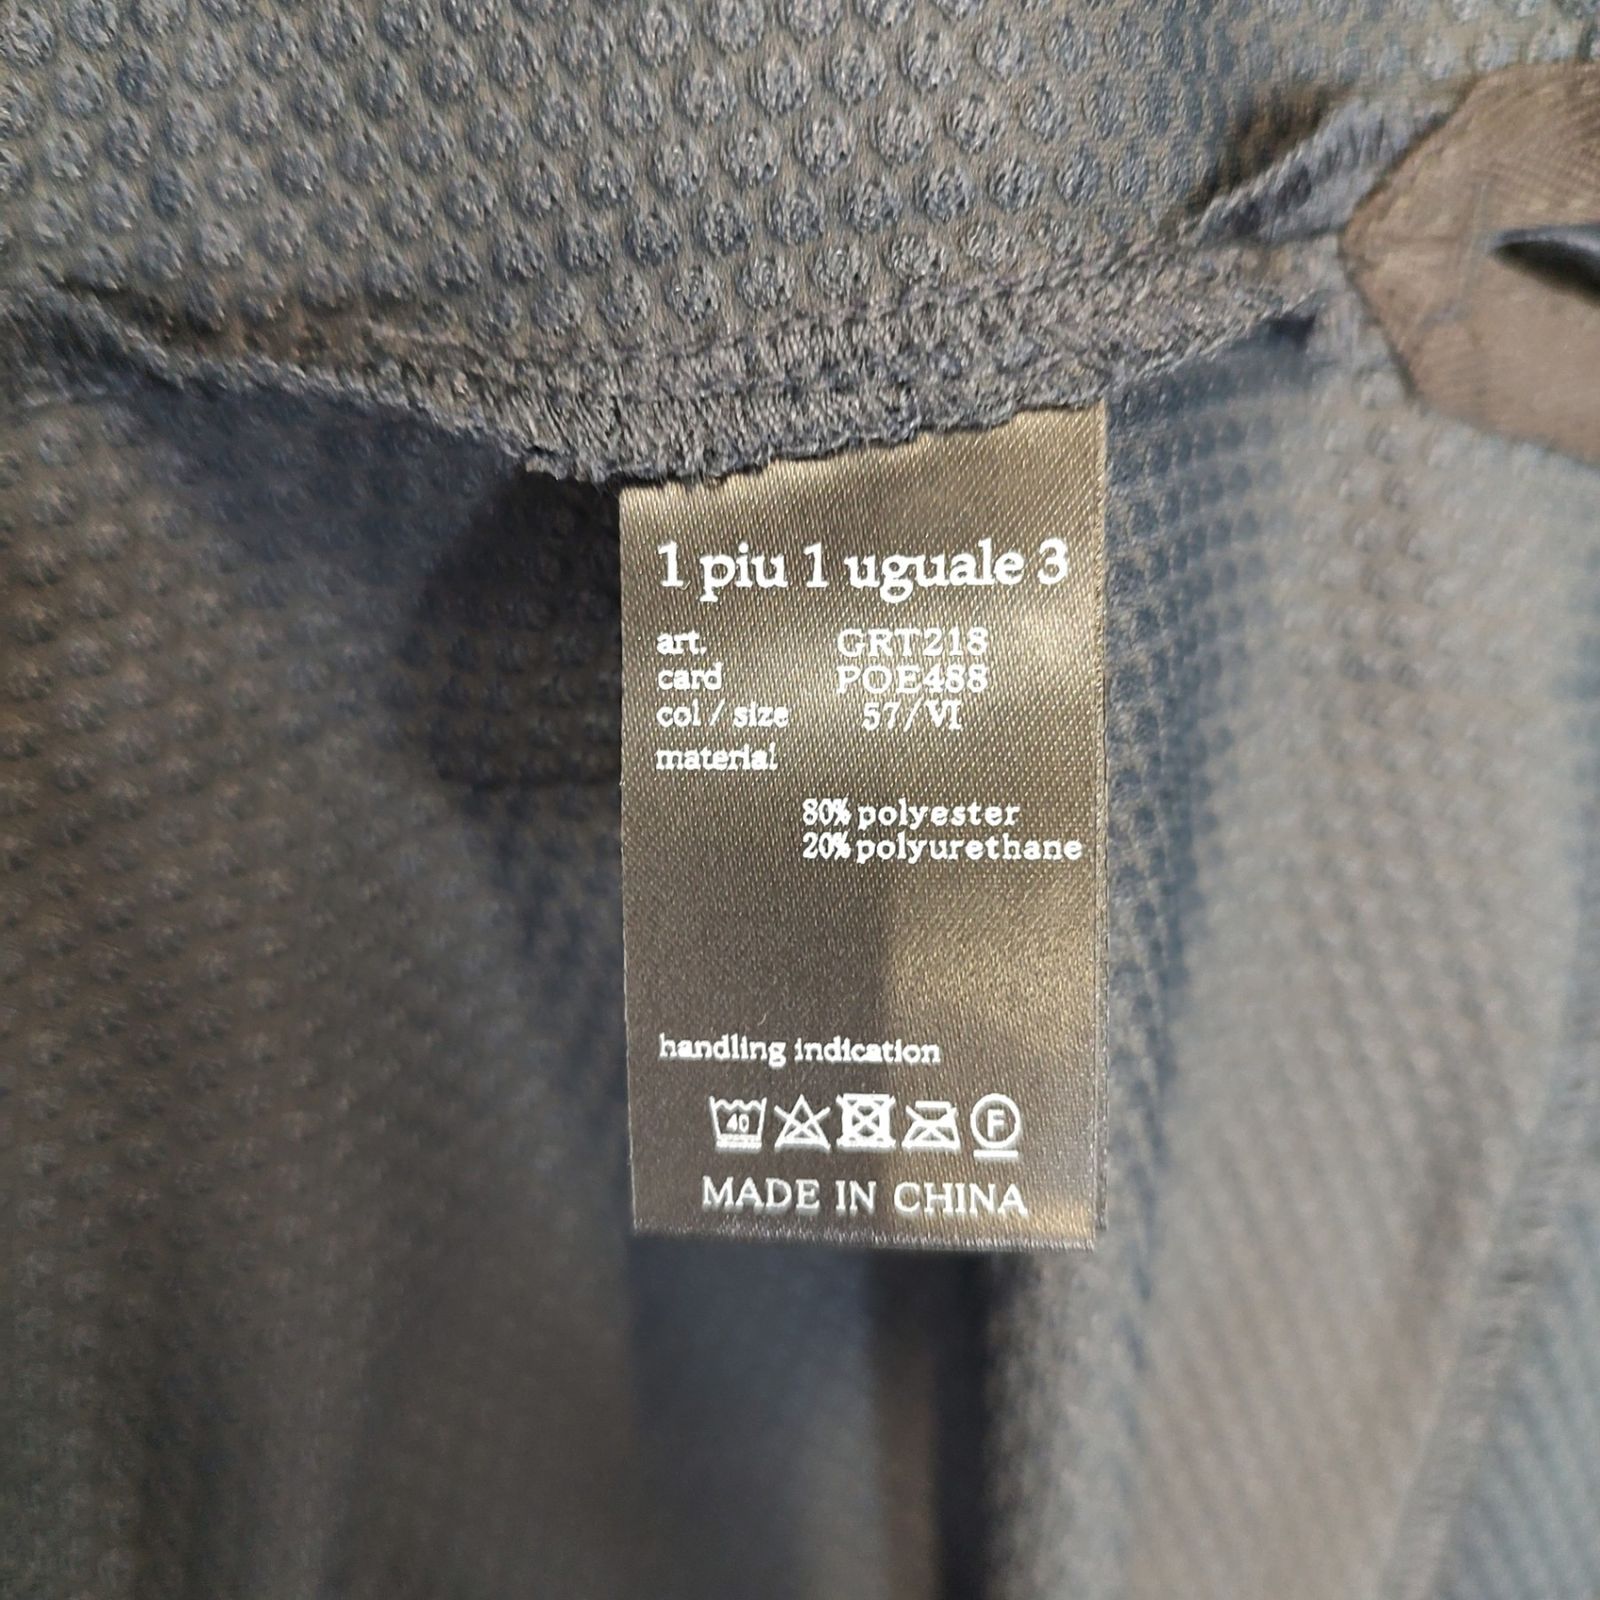 1 piu 1 uguale 3
art. GRT218
card POE488
col / size 57/VI
material
80% polyester
20% polyurethane
handling indication
40 F
MADE IN CHINA